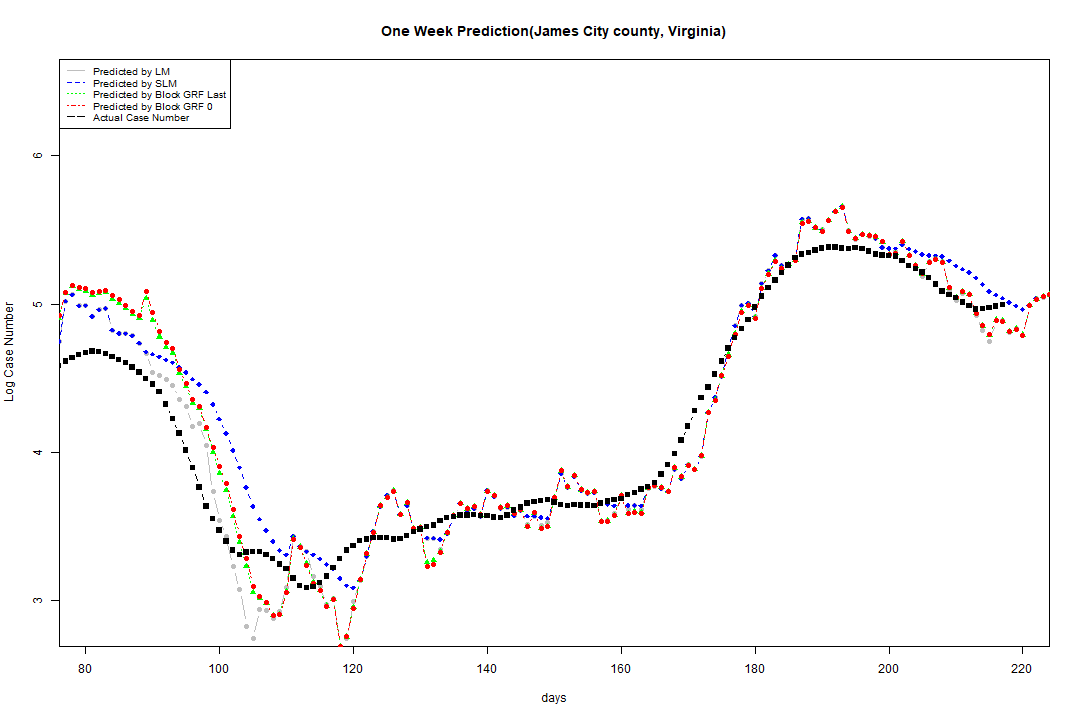 One Week Prediction(James City county, Virginia)
Predicted by LM
Predicted by SLM
Predicted by Block GRF Last
Predicted by Block GRF 0
Actual Case Number
6
5
4
3
Log Case Number
80 100 120 140 160 180 200 220
days